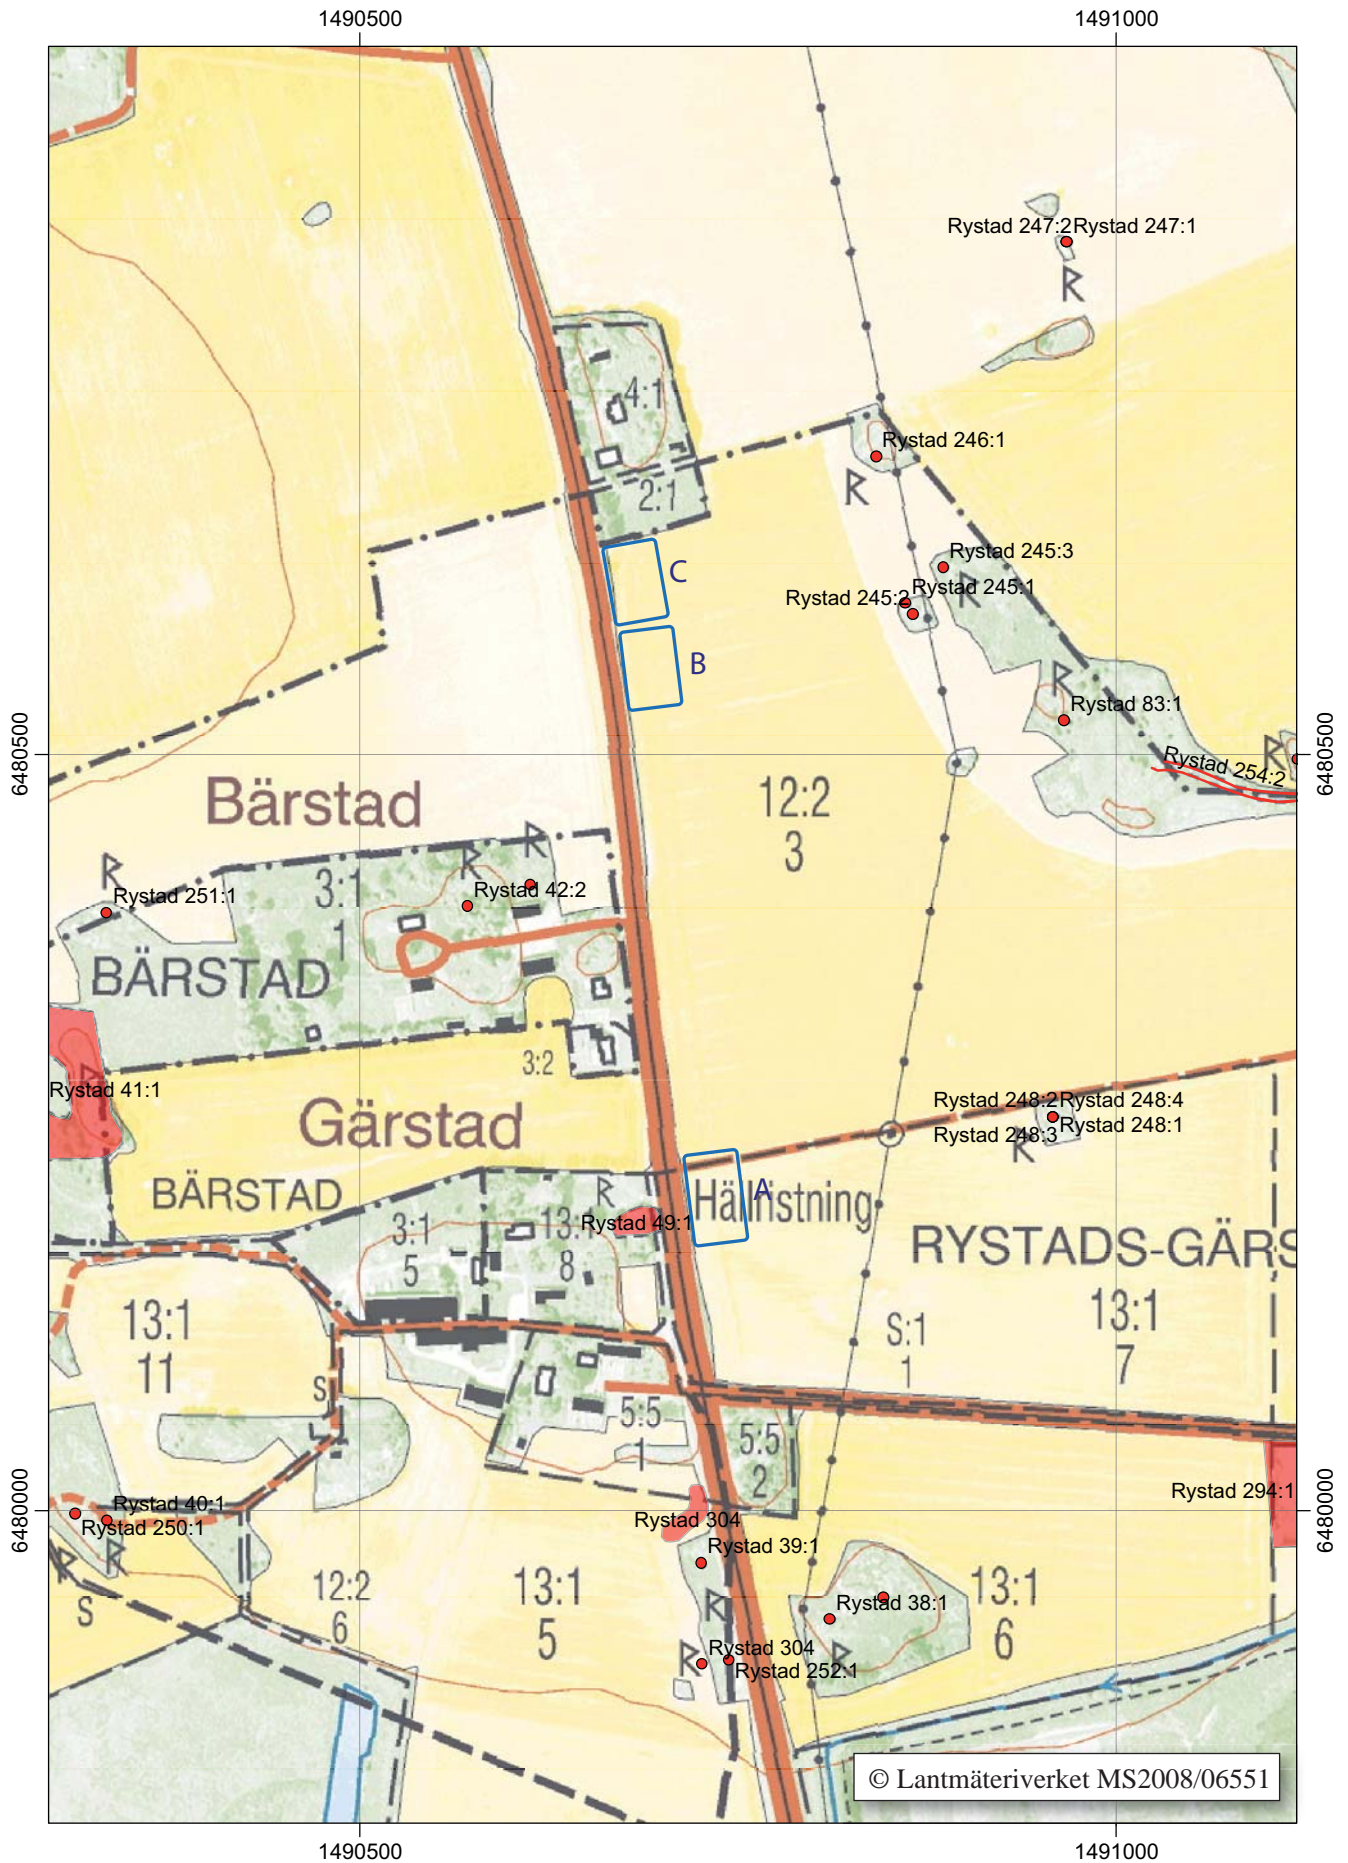 1490500
1491000
Rystad 247:2
Rystad 247:1
R
4:1
Rystad 246:1
R
2:1
Rystad 245:3
C
R
Rystad 245:1
Rystad 245:2
B
R
Rystad 83:1
6480500
6480500
R
Rystad 254:2
Bärstad
12:2
3
R
R
R
3:1
1
Rystad 42:2
Rystad 251:1
BÄRSTAD
3:2
R
Rystad 41:1
Gärstad
Rystad 248:2
Rystad 248:4
Rystad 248:3
Rystad 248:1
R
BÄRSTAD
R
A
Hällristning
13:1
8
Rystad 49:1
3:1
5
RYSTADS-GÄRS
13:1
11
13:1
7
S:1
1
S
5:5
1
5:5
2
Rystad 294:1
6480000
6480000
Rystad 40:1
Rystad 250:1
Rystad 304
Rystad 39:1
R
R
S
12:2
6
13:1
5
R
Rystad 38:1
13:1
6
R
Rystad 304
Rystad 252:1
R
© Lantmäteriverket MS2008/06551
1490500
1491000